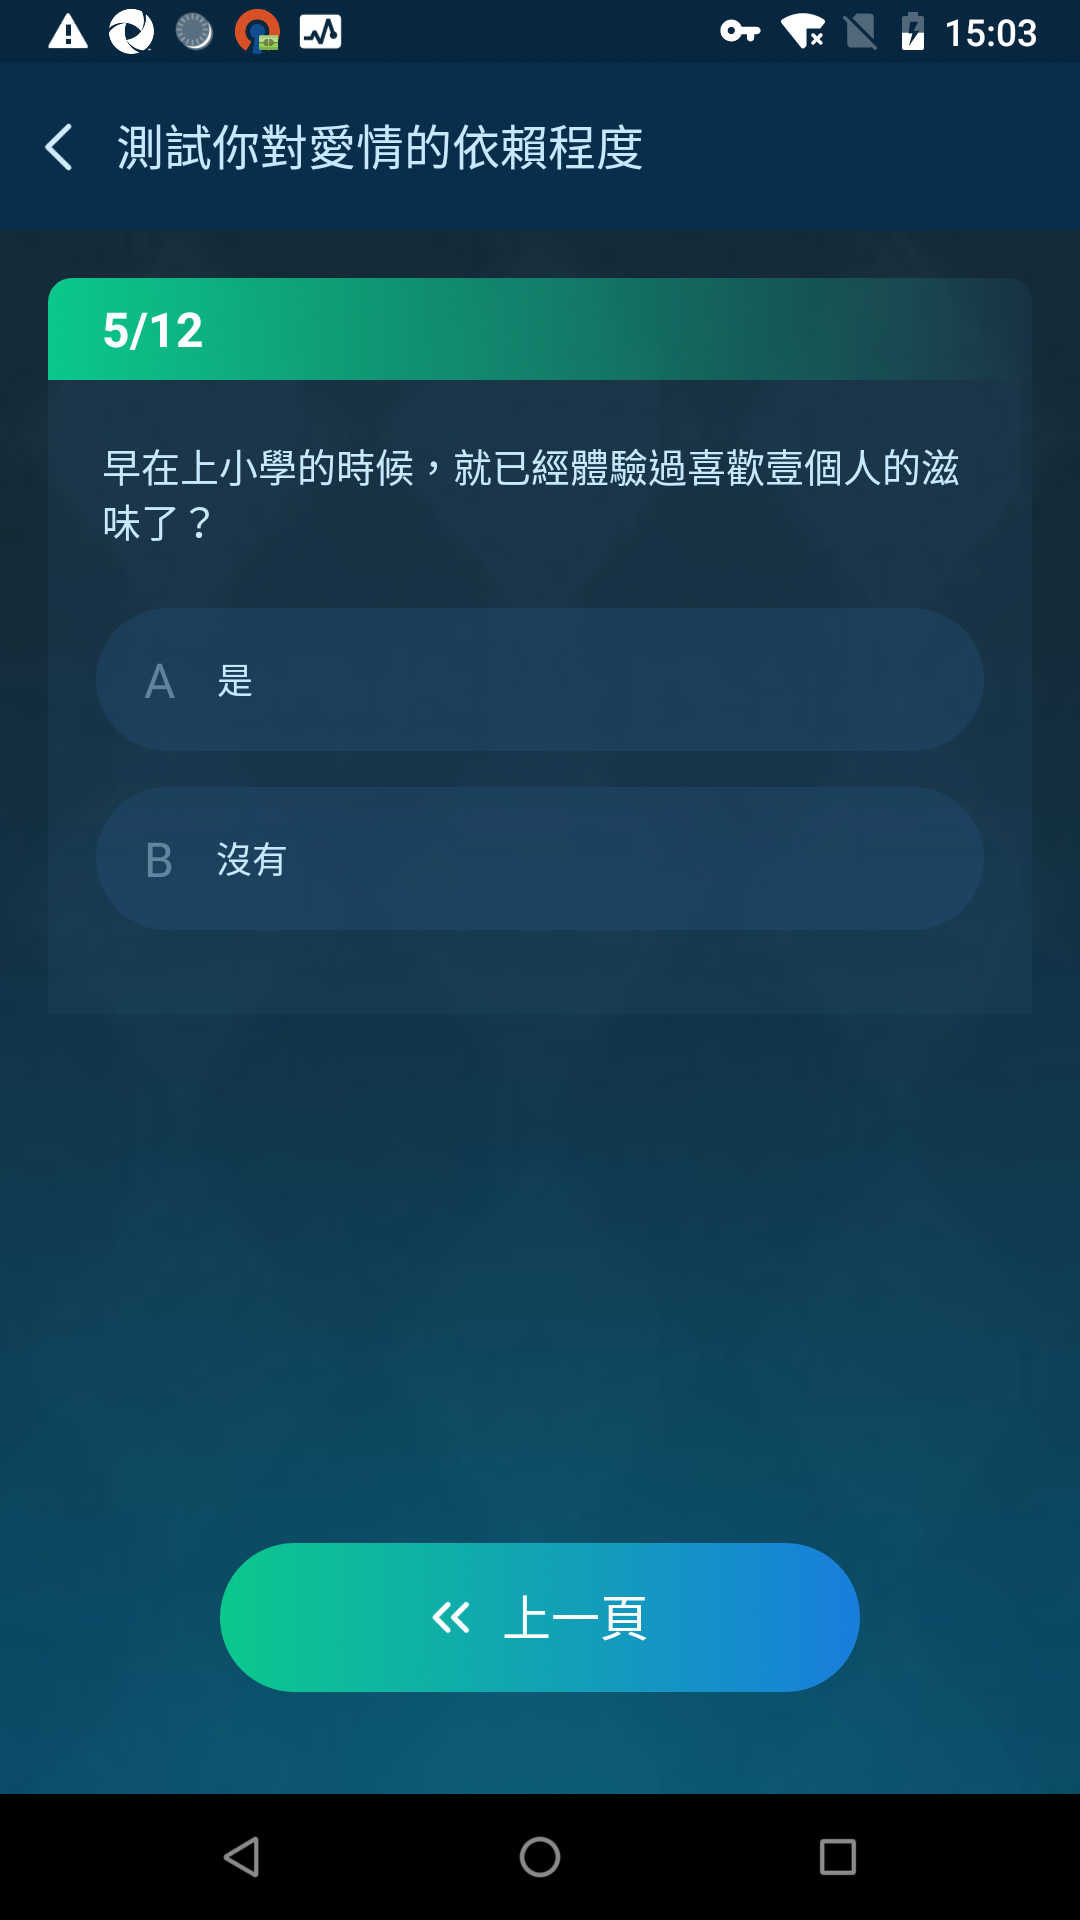 15:03
測試你對愛情的依賴程度
5/12
早在上小學的時候，就已經體驗過喜歡壹個人的滋
味了？
A 是
B 沒有
上一頁